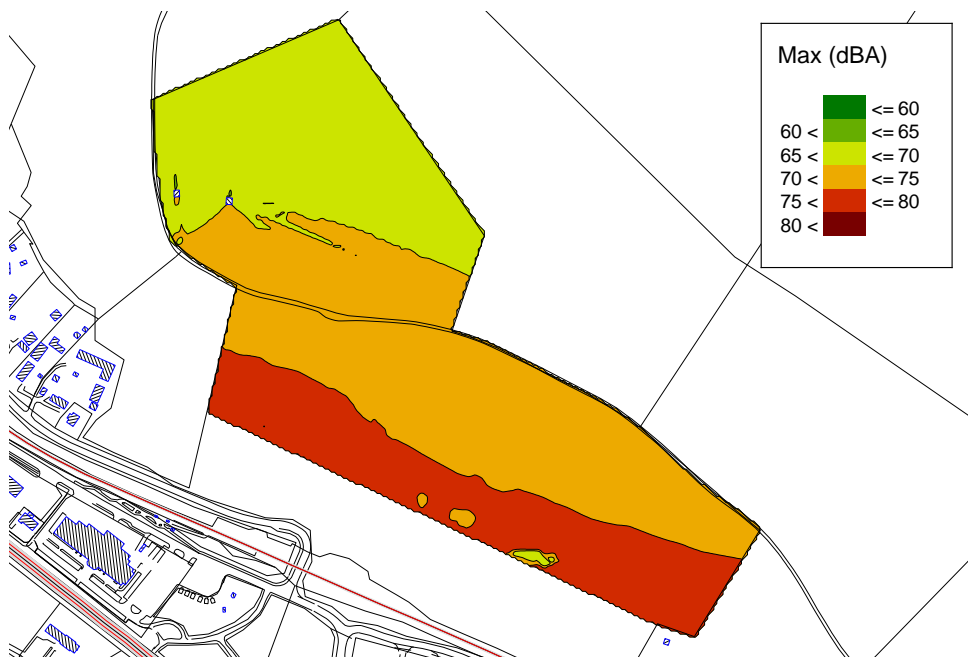 Max (dBA)
<= 60
60 < <= 65
65 < <= 70
70 < <= 75
75 < <= 80
80 <